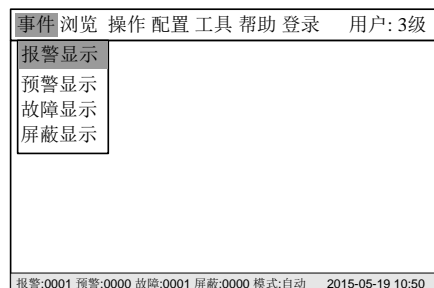 事件 浏览 操作 配置 工具 帮助 登录 用户: 3级
报警显示
预警显示
故障显示
屏蔽显示
报警:0001 预警:0000 故障:0001 屏蔽:0000 模式:自动 2015-05-19 10:50